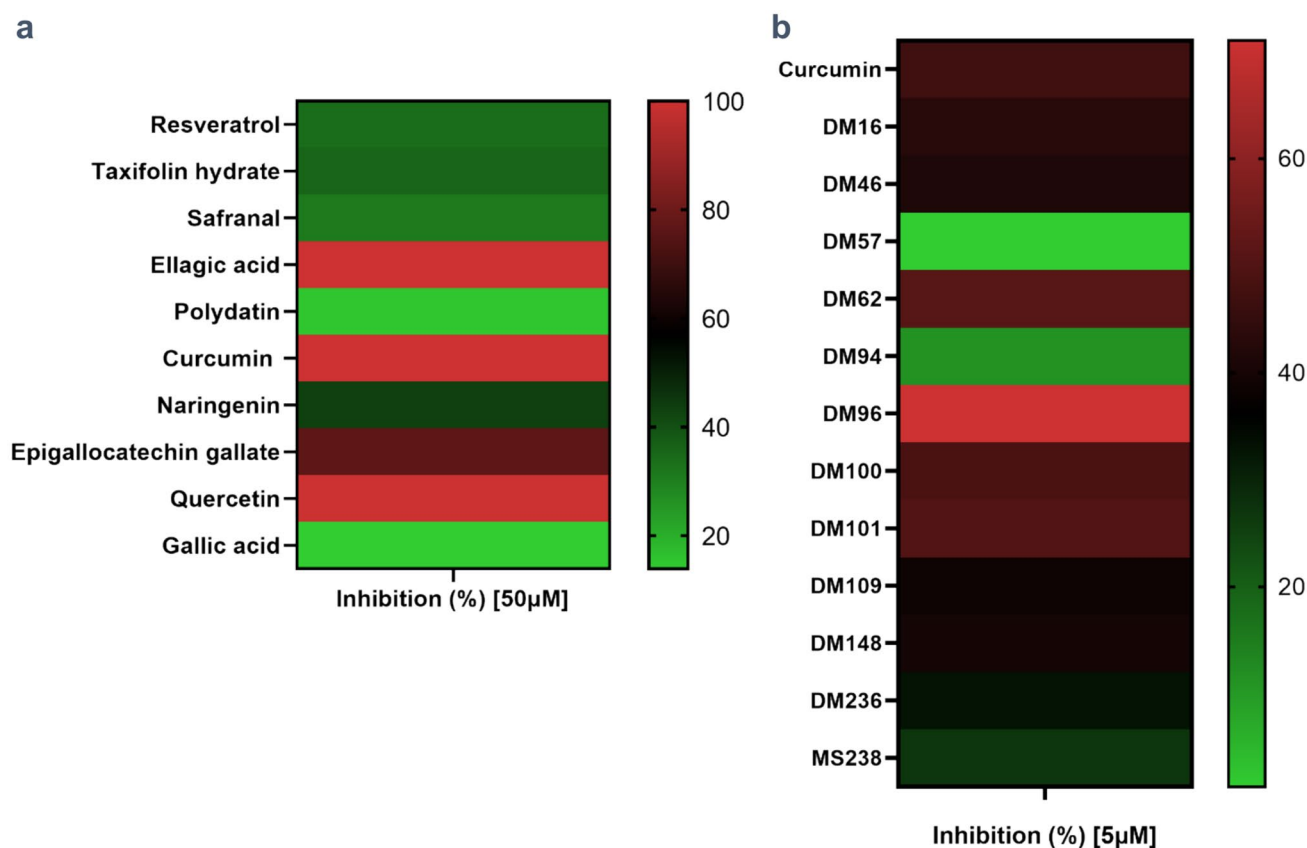 a
Resveratrol
Taxifolin hydrate
Safranal
Ellagic acid
Polydatin
Curcumin
Naringenin
Epigallocatechin gallate
Quercetin
Gallic acid
Inhibition (%) [50µM]
100
80
60
40
20
b
Curcumin
DM16
DM46
DM57
DM62
DM94
DM96
DM100
DM101
DM109
DM148
DM236
MS238
Inhibition (%) [5µM]
60
40
20